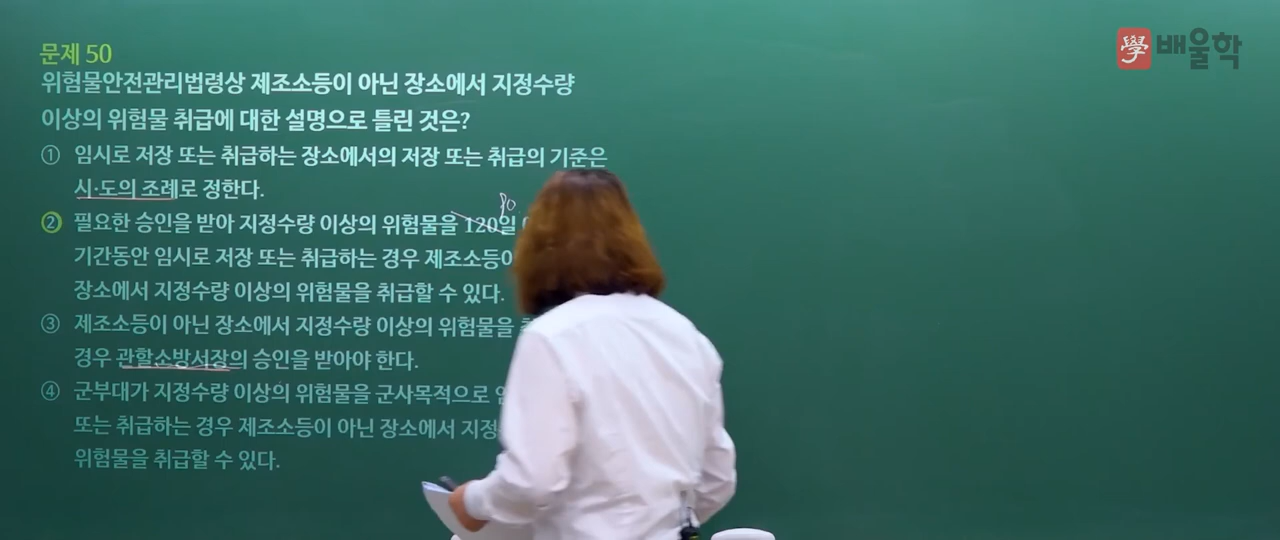 문제 50
學 배울학
위험물안전관리법령상 제조소등이 아닌 장소에서 지정수량
이상의 위험물 취급에 대한 설명으로 틀린 것은?
① 임시로 저장 또는 취급하는 장소에서의 저장 또는 취급의 기준은
시·도의 조례로 정한다.
90
② 필요한 승인을 받아 지정수량 이상의 위험물을 120일
기간동안 임시로 저장 또는 취급하는 경우 제조소등이
장소에서 지정수량 이상의 위험물을 취급할 수 있다.
③ 제조소등이 아닌 장소에서 지정수량 이상의 위험물을
경우 관할소방서장의 승인을 받아야 한다.
④ 군부대가 지정수량 이상의 위험물을 군사목적으로
또는 취급하는 경우 제조소등이 아닌 장소에서 지정
위험물을 취급할 수 있다.